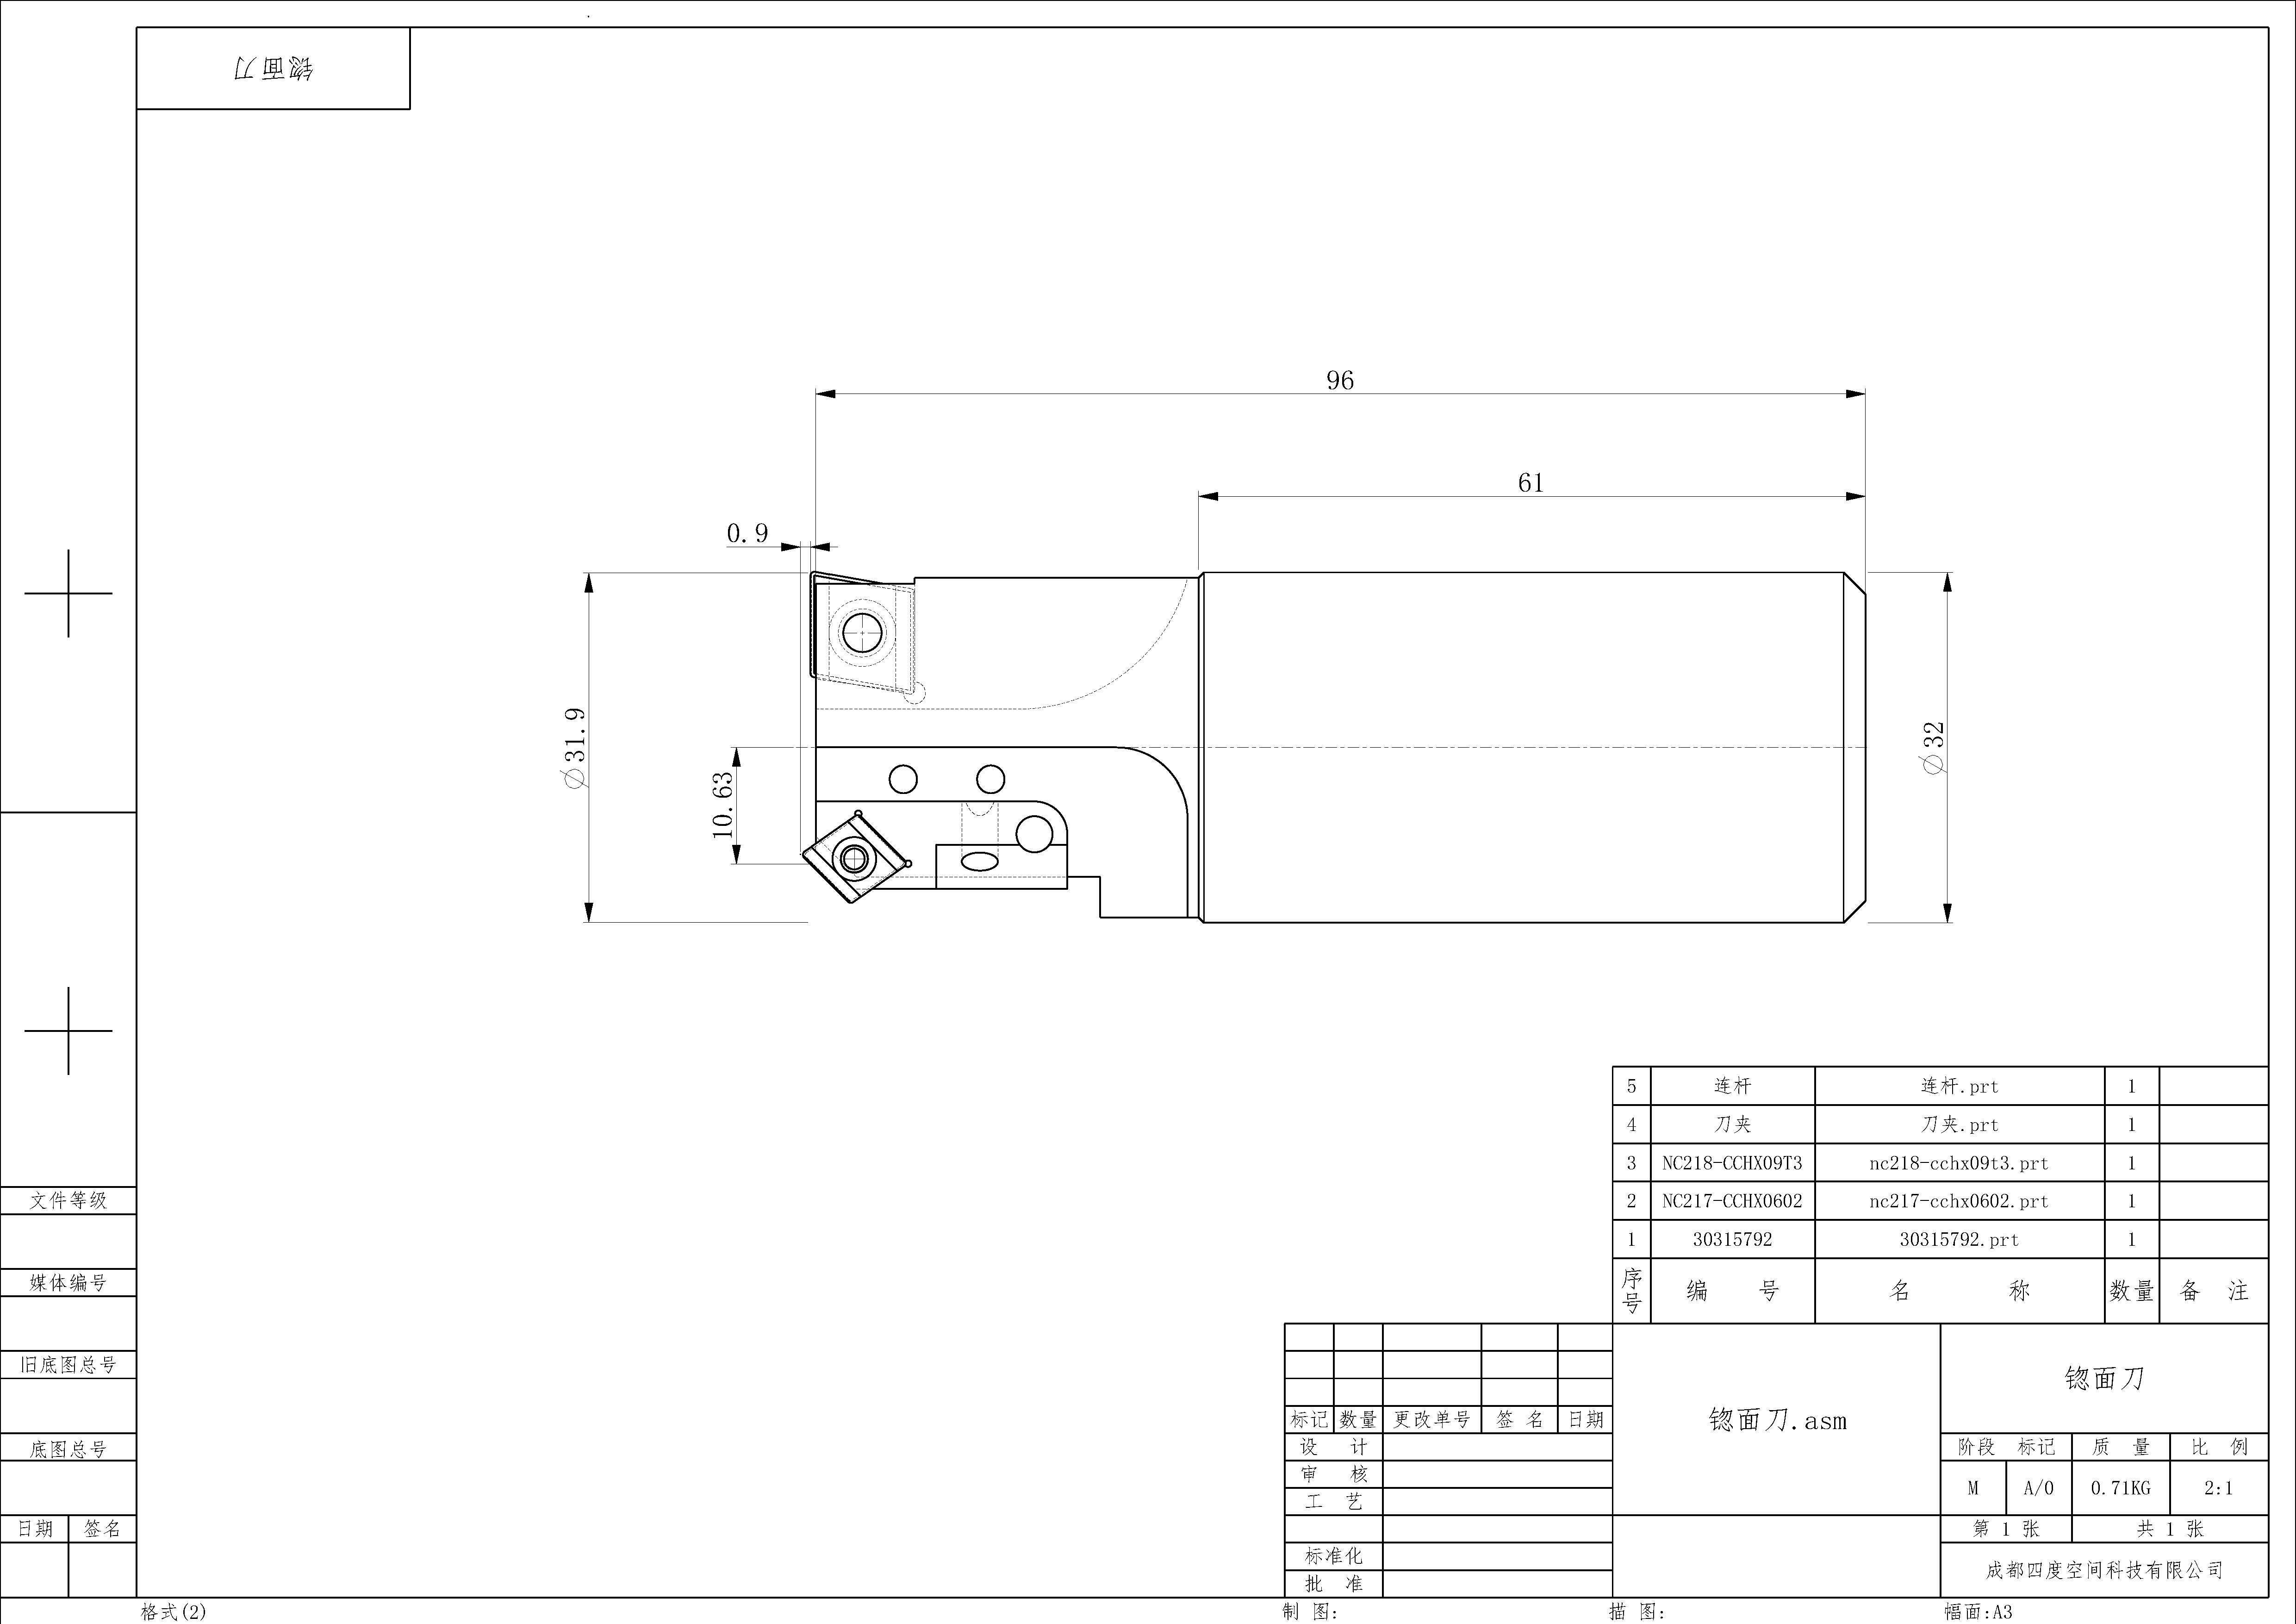 锪面刀
96
61
0.9
∅31.9
10.63
∅32
5 连杆 连杆.prt 1
4 刀夹 刀夹.prt 1
3 NC218-CCHX09T3 nc218-cchx09t3.prt 1
2 NC217-CCHX0602 nc217-cchx0602.prt 1
1 30315792 30315792.prt 1
序号 编 号 名 称 数量 备 注
文件等级
媒体编号
旧底图总号
底图总号
日期 签名
标记 数量 更改单号 签 名 日期
设 计
审 核
工 艺
标准化
批 准
锪面刀.asm
锪面刀
阶段 标记 质 量 比 例
M A/0 0.71KG 2:1
第 1 张 共 1 张
成都四度空间科技有限公司
格式(2) 制 图: 描 图: 幅面:A3